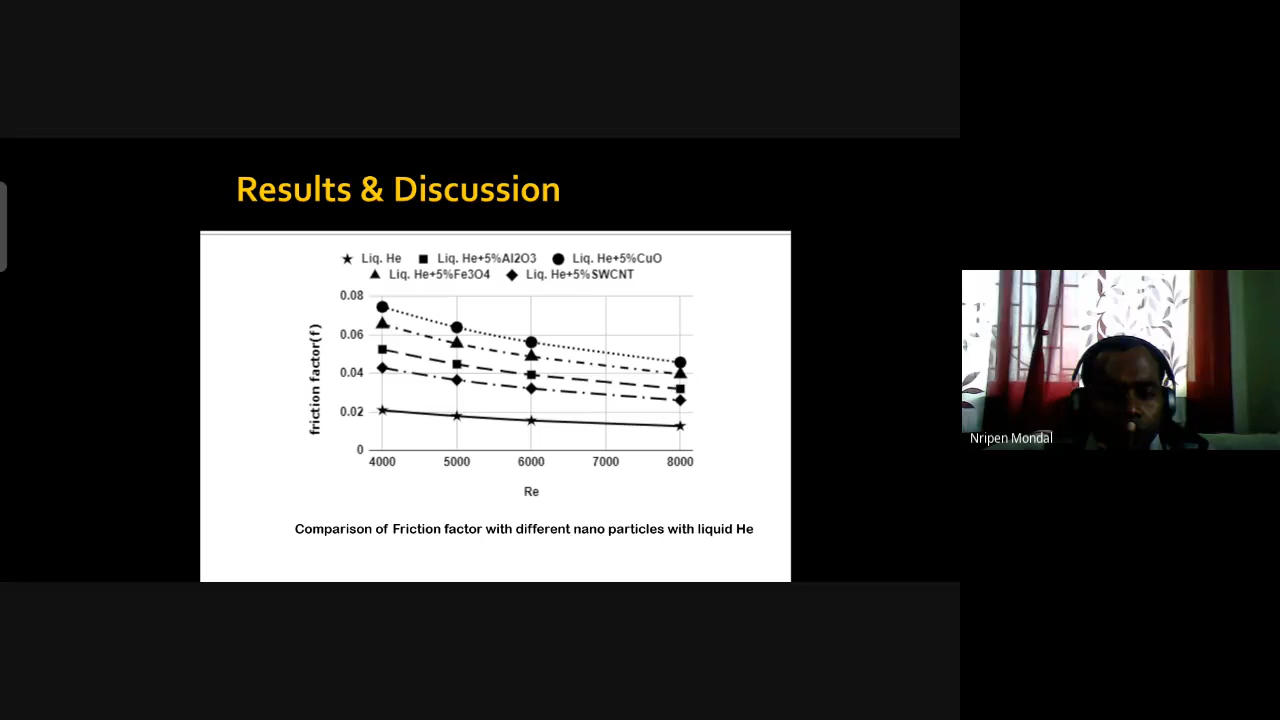 Results & Discussion
Liq. He Liq. He+5%Al2O3 Liq. He+5%CuO
Liq. He+5%Fe3O4 Liq. He+5%SWCNT
0.08
0.06
0.04
0.02
0
friction factor(f)
4000 5000 6000 7000 8000
Re
Comparison of Friction factor with different nano particles with liquid He
Nripen Mondal